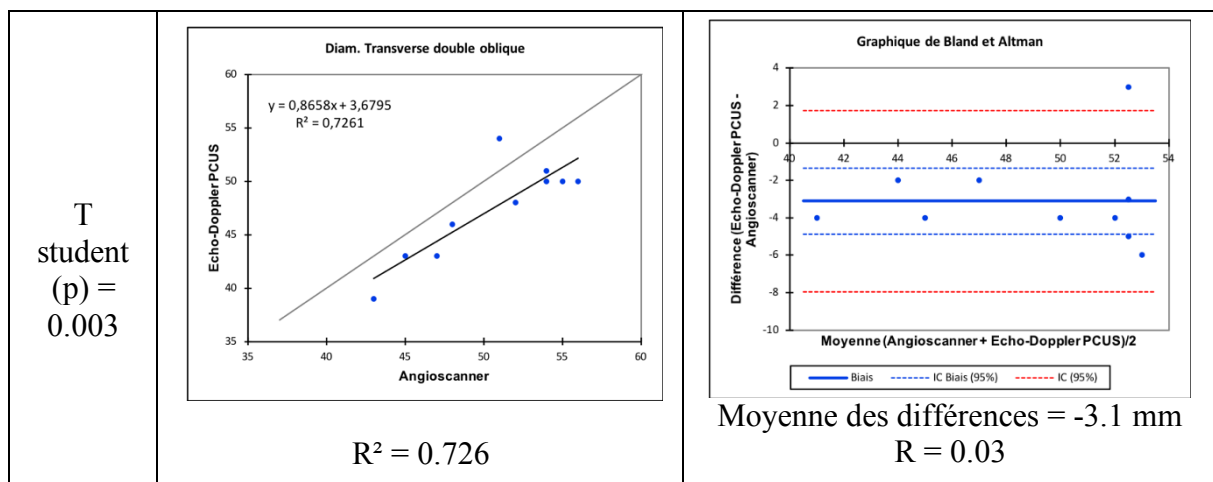 T
student
(p) =
0.003
Diam. Transverse double oblique
y = 0,8658x + 3,6795
R² = 0,7261
Echo-Doppler PCUS
60
55
50
45
40
35
35 40 45 50 55 60
Angioscanner
R² = 0.726
Graphique de Bland et Altman
Différence (Echo-Doppler PCUS -
Angioscanner)
4
2
0
-2
-4
-6
-8
-10
40 42 44 46 48 50 52 54
Moyenne (Angioscanner + Echo-Doppler PCUS)/2
Biais IC Biais (95%) IC (95%)
Moyenne des différences = -3.1 mm
R = 0.03